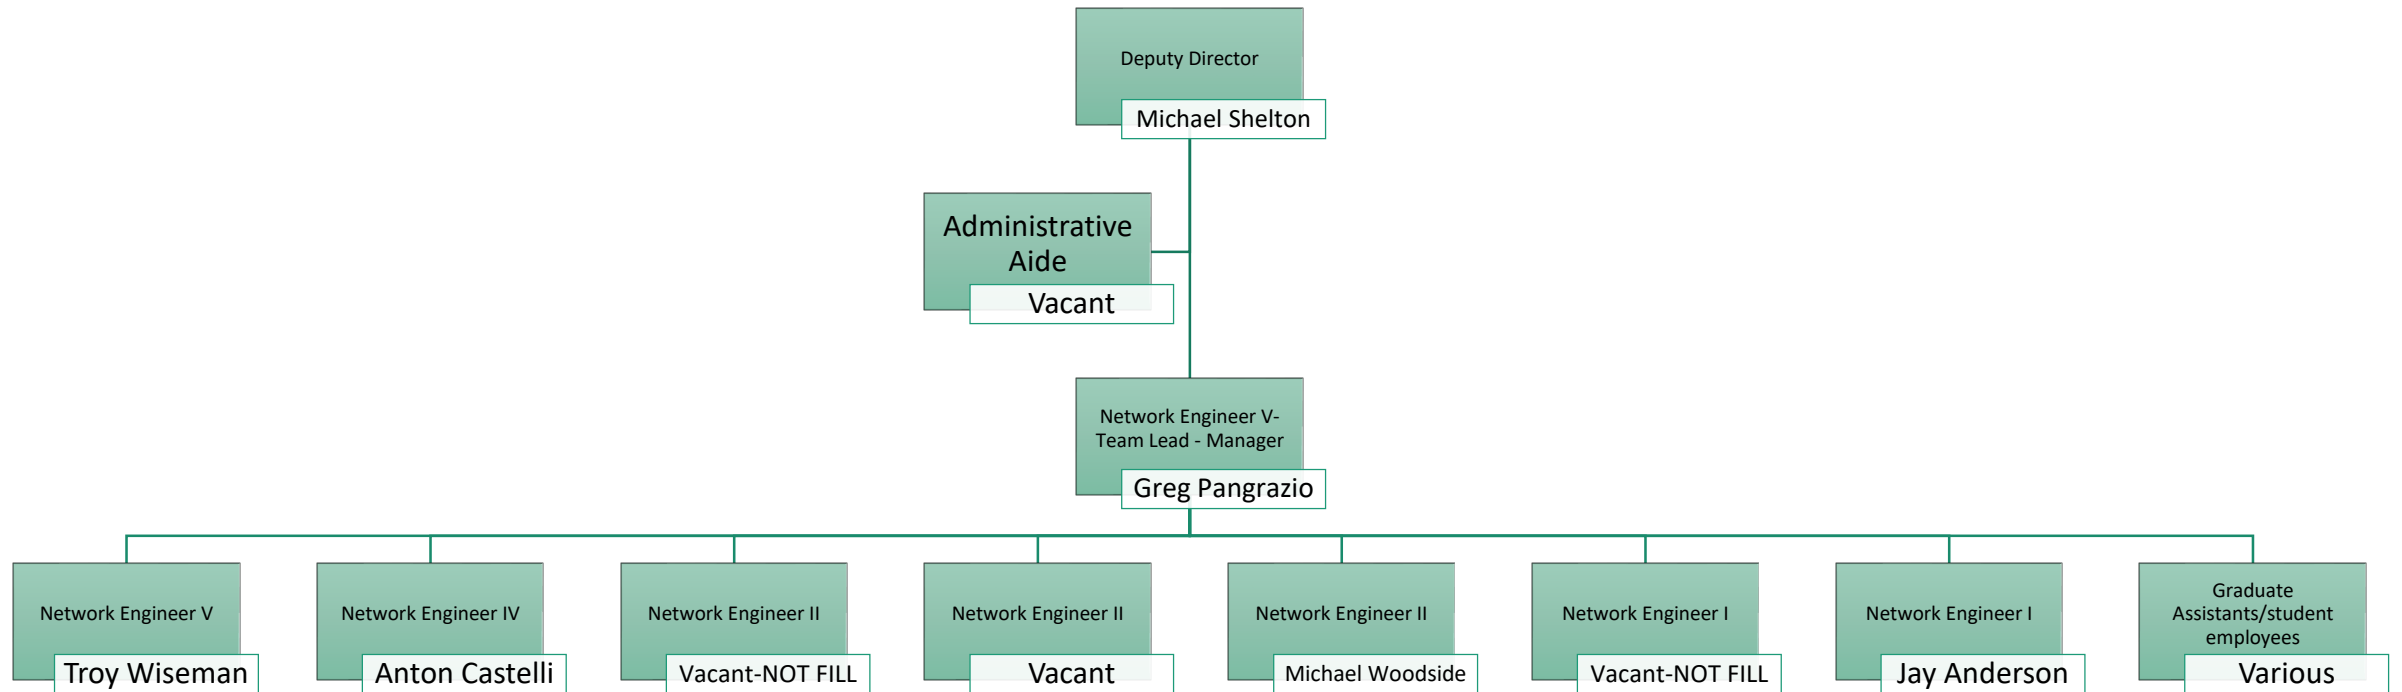 Deputy Director
Michael Shelton
Administrative
Aide
Vacant
Network Engineer V-
Team Lead - Manager
Greg Pangrazio
Network Engineer V
Troy Wiseman
Network Engineer IV
Anton Castelli
Network Engineer II
Vacant-NOT FILL
Network Engineer II
Vacant
Network Engineer II
Michael Woodside
Network Engineer I
Vacant-NOT FILL
Network Engineer I
Jay Anderson
Graduate
Assistants/student
employees
Various